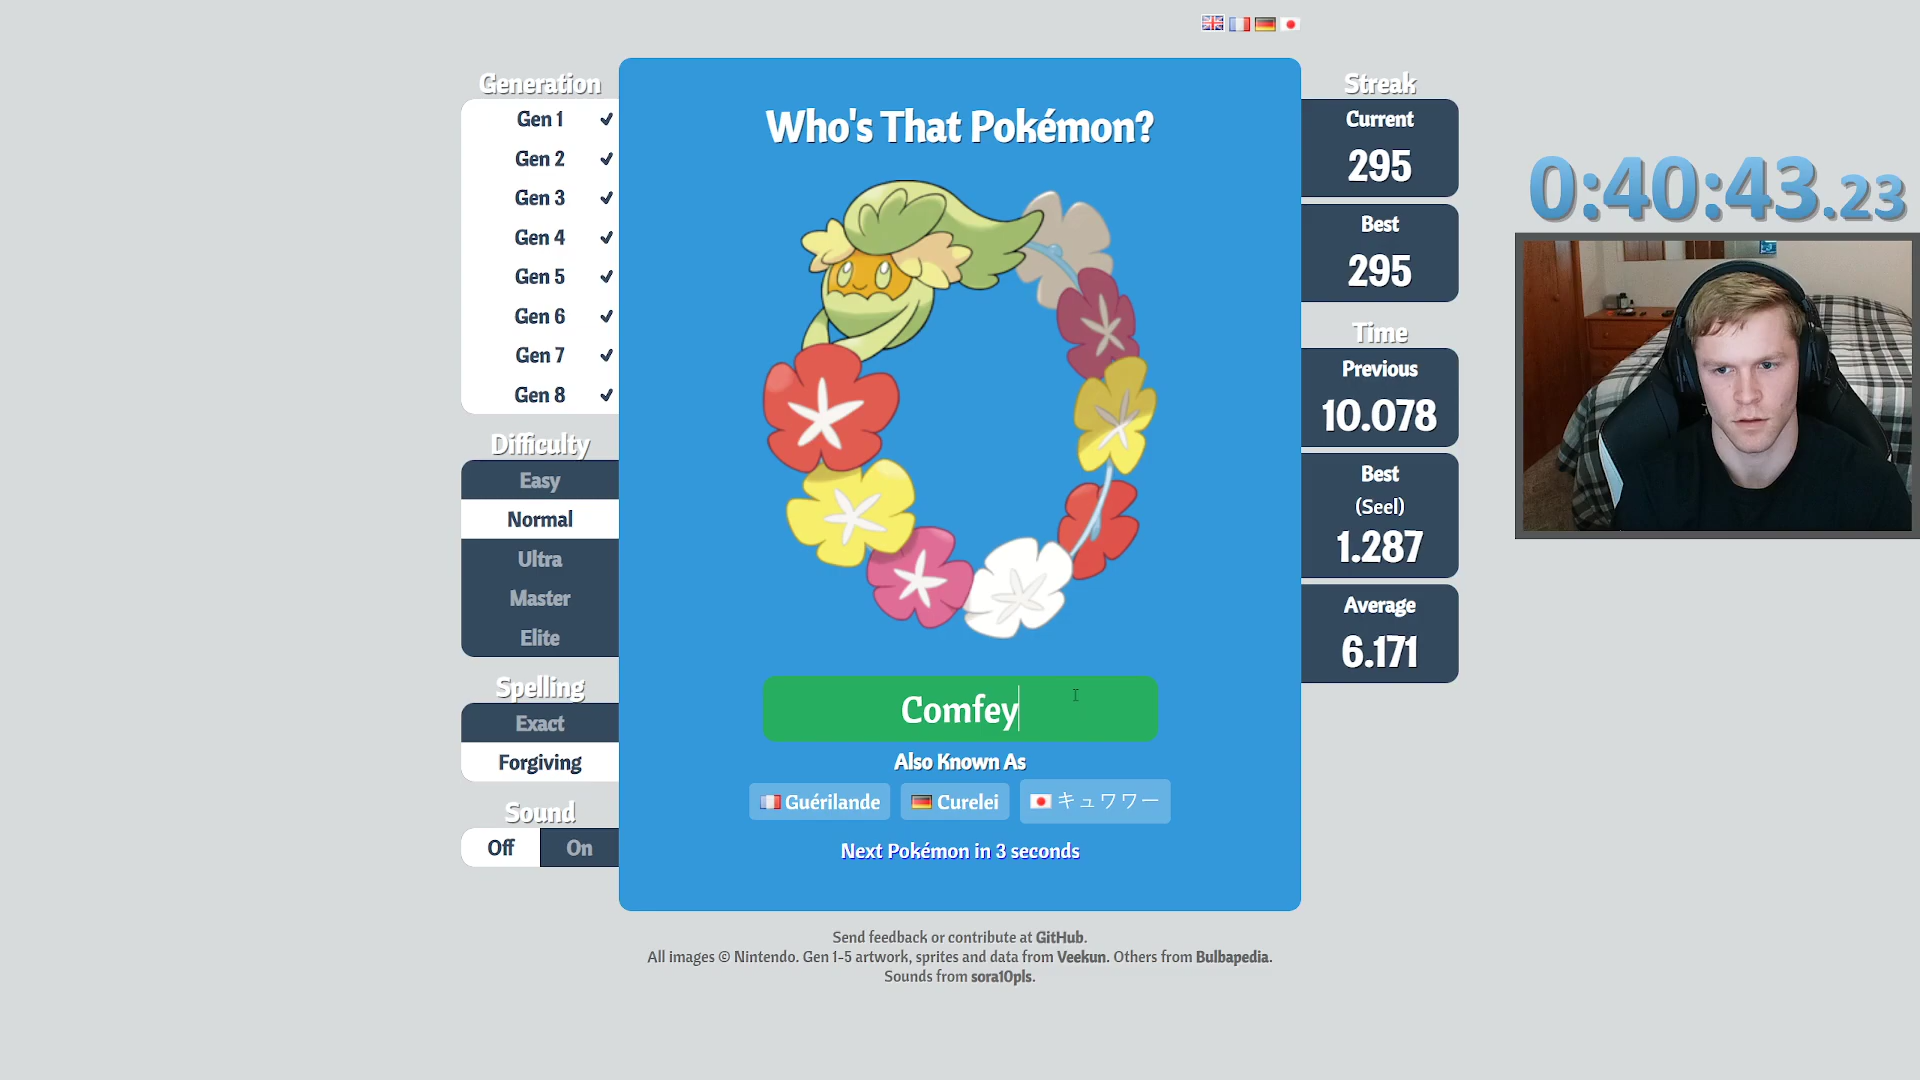 Generation
Gen 1
Gen 2
Gen 3
Gen 4
Gen 5
Gen 6
Gen 7
Gen 8
Difficulty
Easy
Normal
Ultra
Master
Elite
Spelling
Exact
Forgiving
Sound
Off On
Who's That Pokémon?
Comfey
Also Known As
Guérilande Curelei キュワワー
Next Pokémon in 3 seconds
Send feedback or contribute at GitHub.
All images © Nintendo. Gen 1-5 artwork, sprites and data from Veekun. Others from Bulbapedia.
Sounds from sora10pls.
Streak
Current
295
Best
295
Time
Previous
10.078
Best
(Seel)
1.287
Average
6.171
0:40:43.23